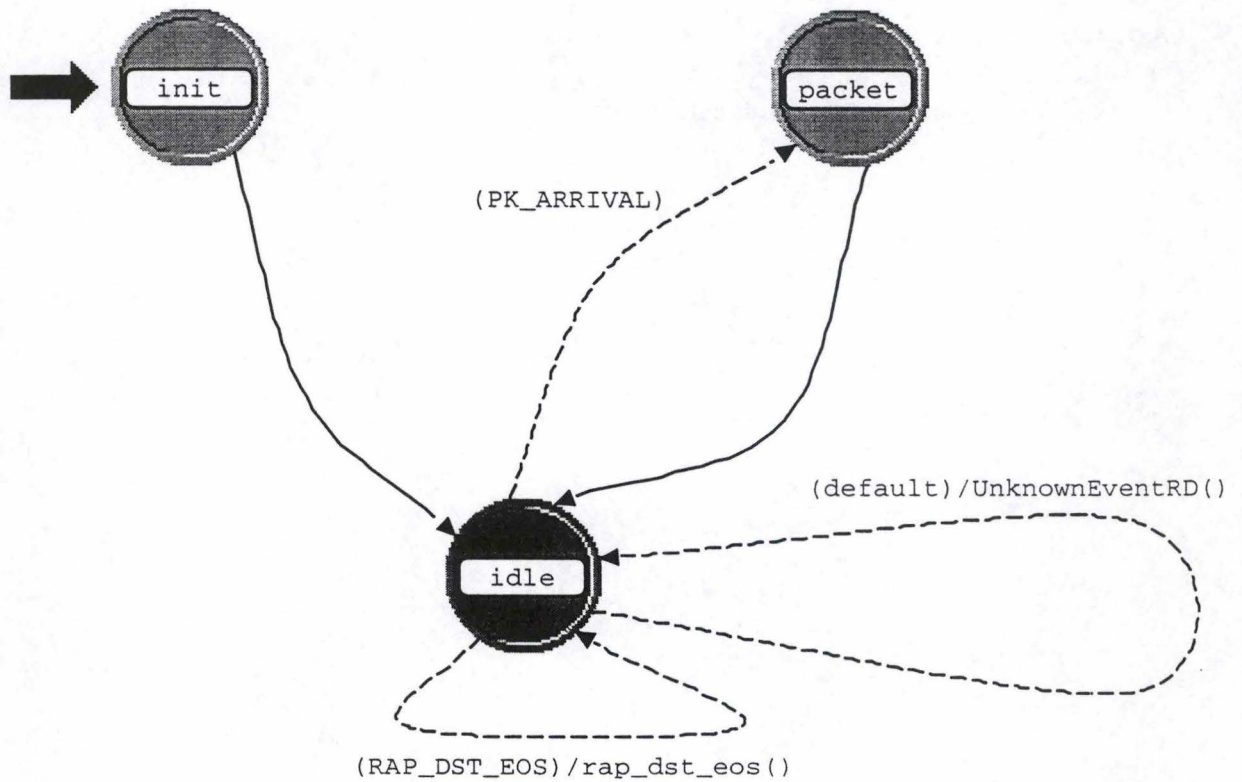 init
packet
(PK_ARRIVAL)
(default)/UnknownEventRD()
idle
(RAP_DST_EOS)/rap_dst_eos()